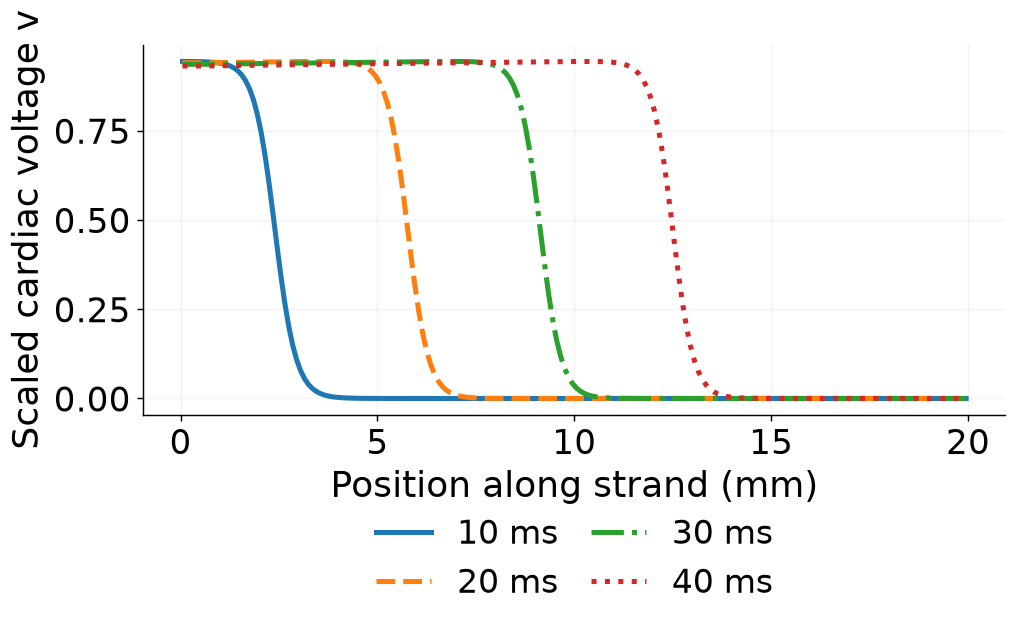 Scaled cardiac voltage v
0.75
0.50
0.25
0.00
0 5 10 15 20
Position along strand (mm)
10 ms 30 ms
20 ms 40 ms